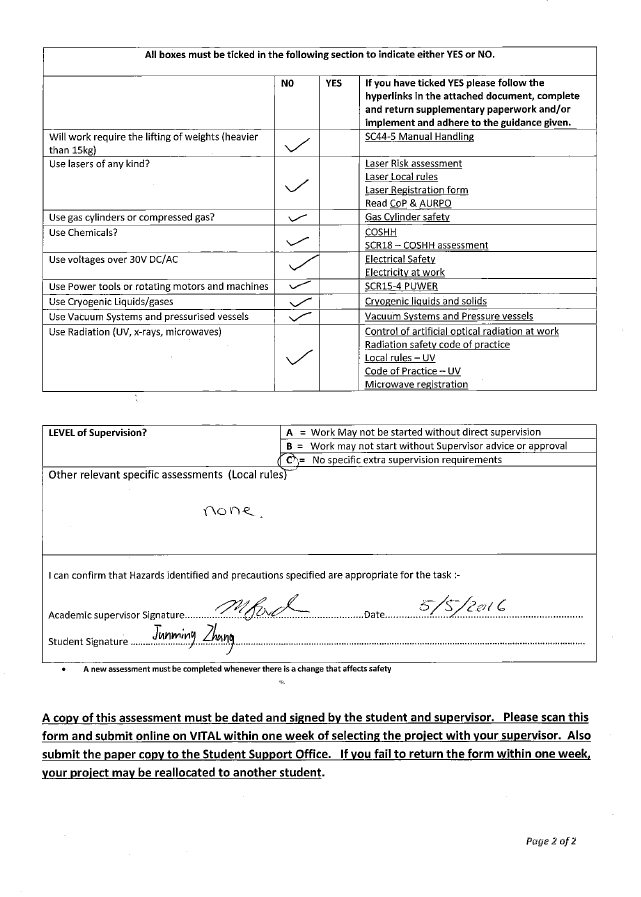 All boxes must be ticked in the following section to indicate either YES or NO.
NO YES If you have ticked YES please follow the
hyperlinks in the attached document, complete
and return supplementary paperwork and/or
implement and adhere to the guidance given.
Will work require the lifting of weights (heavier
than 15kg)
SC44-5 Manual Handling
Use lasers of any kind?
Laser Risk assessment
Laser Local rules
Laser Registration form
Read CoP & AURPO
Use gas cylinders or compressed gas?
Gas Cylinder safety
Use Chemicals?
COSHH
SCR18 – COSHH assessment
Use voltages over 30V DC/AC
Electrical Safety
Electricity at work
Use Power tools or rotating motors and machines
SCR15-4 PUWER
Use Cryogenic Liquids/gases
Cryogenic liquids and solids
Use Vacuum Systems and pressurised vessels
Vacuum Systems and Pressure vessels
Use Radiation (UV, x-rays, microwaves)
Control of artificial optical radiation at work
Radiation safety code of practice
Local rules – UV
Code of Practice – UV
Microwave registration
LEVEL of Supervision?
A = Work May not be started without direct supervision
B = Work may not start without Supervisor advice or approval
C = No specific extra supervision requirements
Other relevant specific assessments (Local rules)
none.
I can confirm that Hazards identified and precautions specified are appropriate for the task :-
Academic supervisor Signature Date 5/5/2016
Student Signature Junming Zhang
• A new assessment must be completed whenever there is a change that affects safety
A copy of this assessment must be dated and signed by the student and supervisor. Please scan this
form and submit online on VITAL within one week of selecting the project with your supervisor. Also
submit the paper copy to the Student Support Office. If you fail to return the form within one week,
your project may be reallocated to another student.
Page 2 of 2